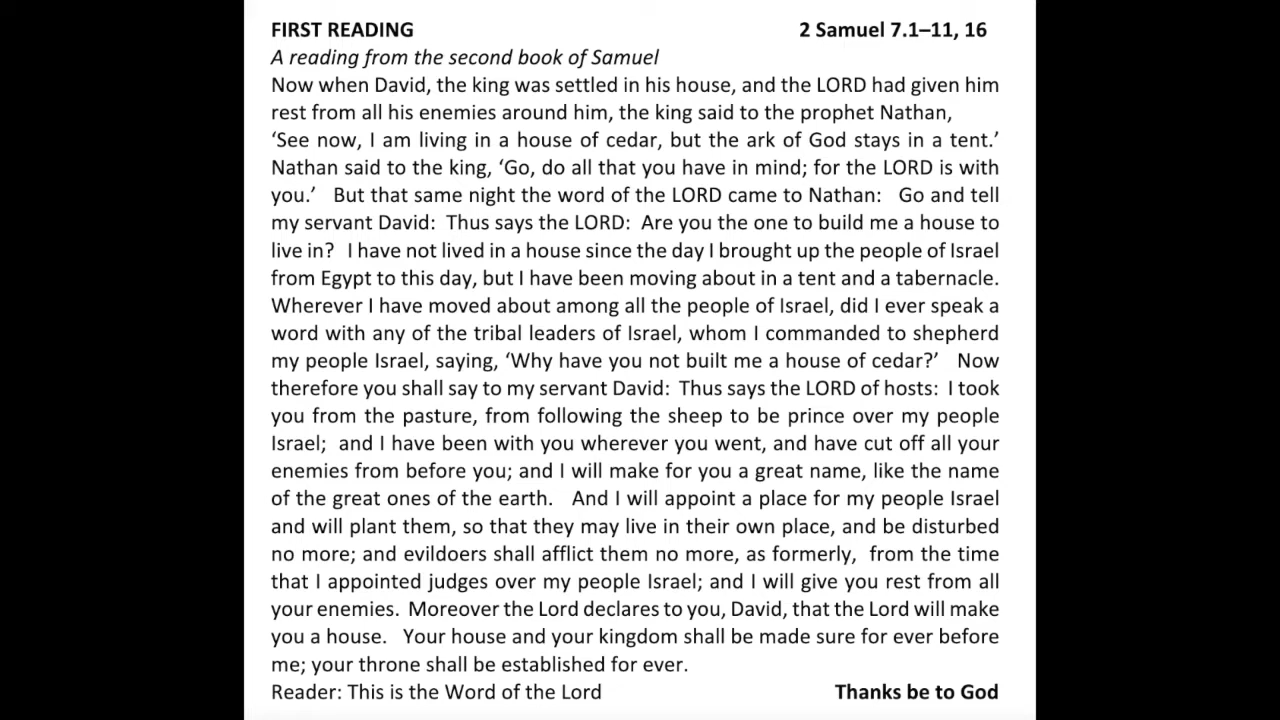 FIRST READING 2 Samuel 7.1–11, 16
A reading from the second book of Samuel
Now when David, the king was settled in his house, and the LORD had given him
rest from all his enemies around him, the king said to the prophet Nathan,
‘See now, I am living in a house of cedar, but the ark of God stays in a tent.’
Nathan said to the king, ‘Go, do all that you have in mind; for the LORD is with
you.’ But that same night the word of the LORD came to Nathan: Go and tell
my servant David: Thus says the LORD: Are you the one to build me a house to
live in? I have not lived in a house since the day I brought up the people of Israel
from Egypt to this day, but I have been moving about in a tent and a tabernacle.
Wherever I have moved about among all the people of Israel, did I ever speak a
word with any of the tribal leaders of Israel, whom I commanded to shepherd
my people Israel, saying, ‘Why have you not built me a house of cedar?’ Now
therefore you shall say to my servant David: Thus says the LORD of hosts: I took
you from the pasture, from following the sheep to be prince over my people
Israel; and I have been with you wherever you went, and have cut off all your
enemies from before you; and I will make for you a great name, like the name
of the great ones of the earth. And I will appoint a place for my people Israel
and will plant them, so that they may live in their own place, and be disturbed
no more; and evildoers shall afflict them no more, as formerly, from the time
that I appointed judges over my people Israel; and I will give you rest from all
your enemies. Moreover the Lord declares to you, David, that the Lord will make
you a house. Your house and your kingdom shall be made sure for ever before
me; your throne shall be established for ever.
Reader: This is the Word of the Lord Thanks be to God